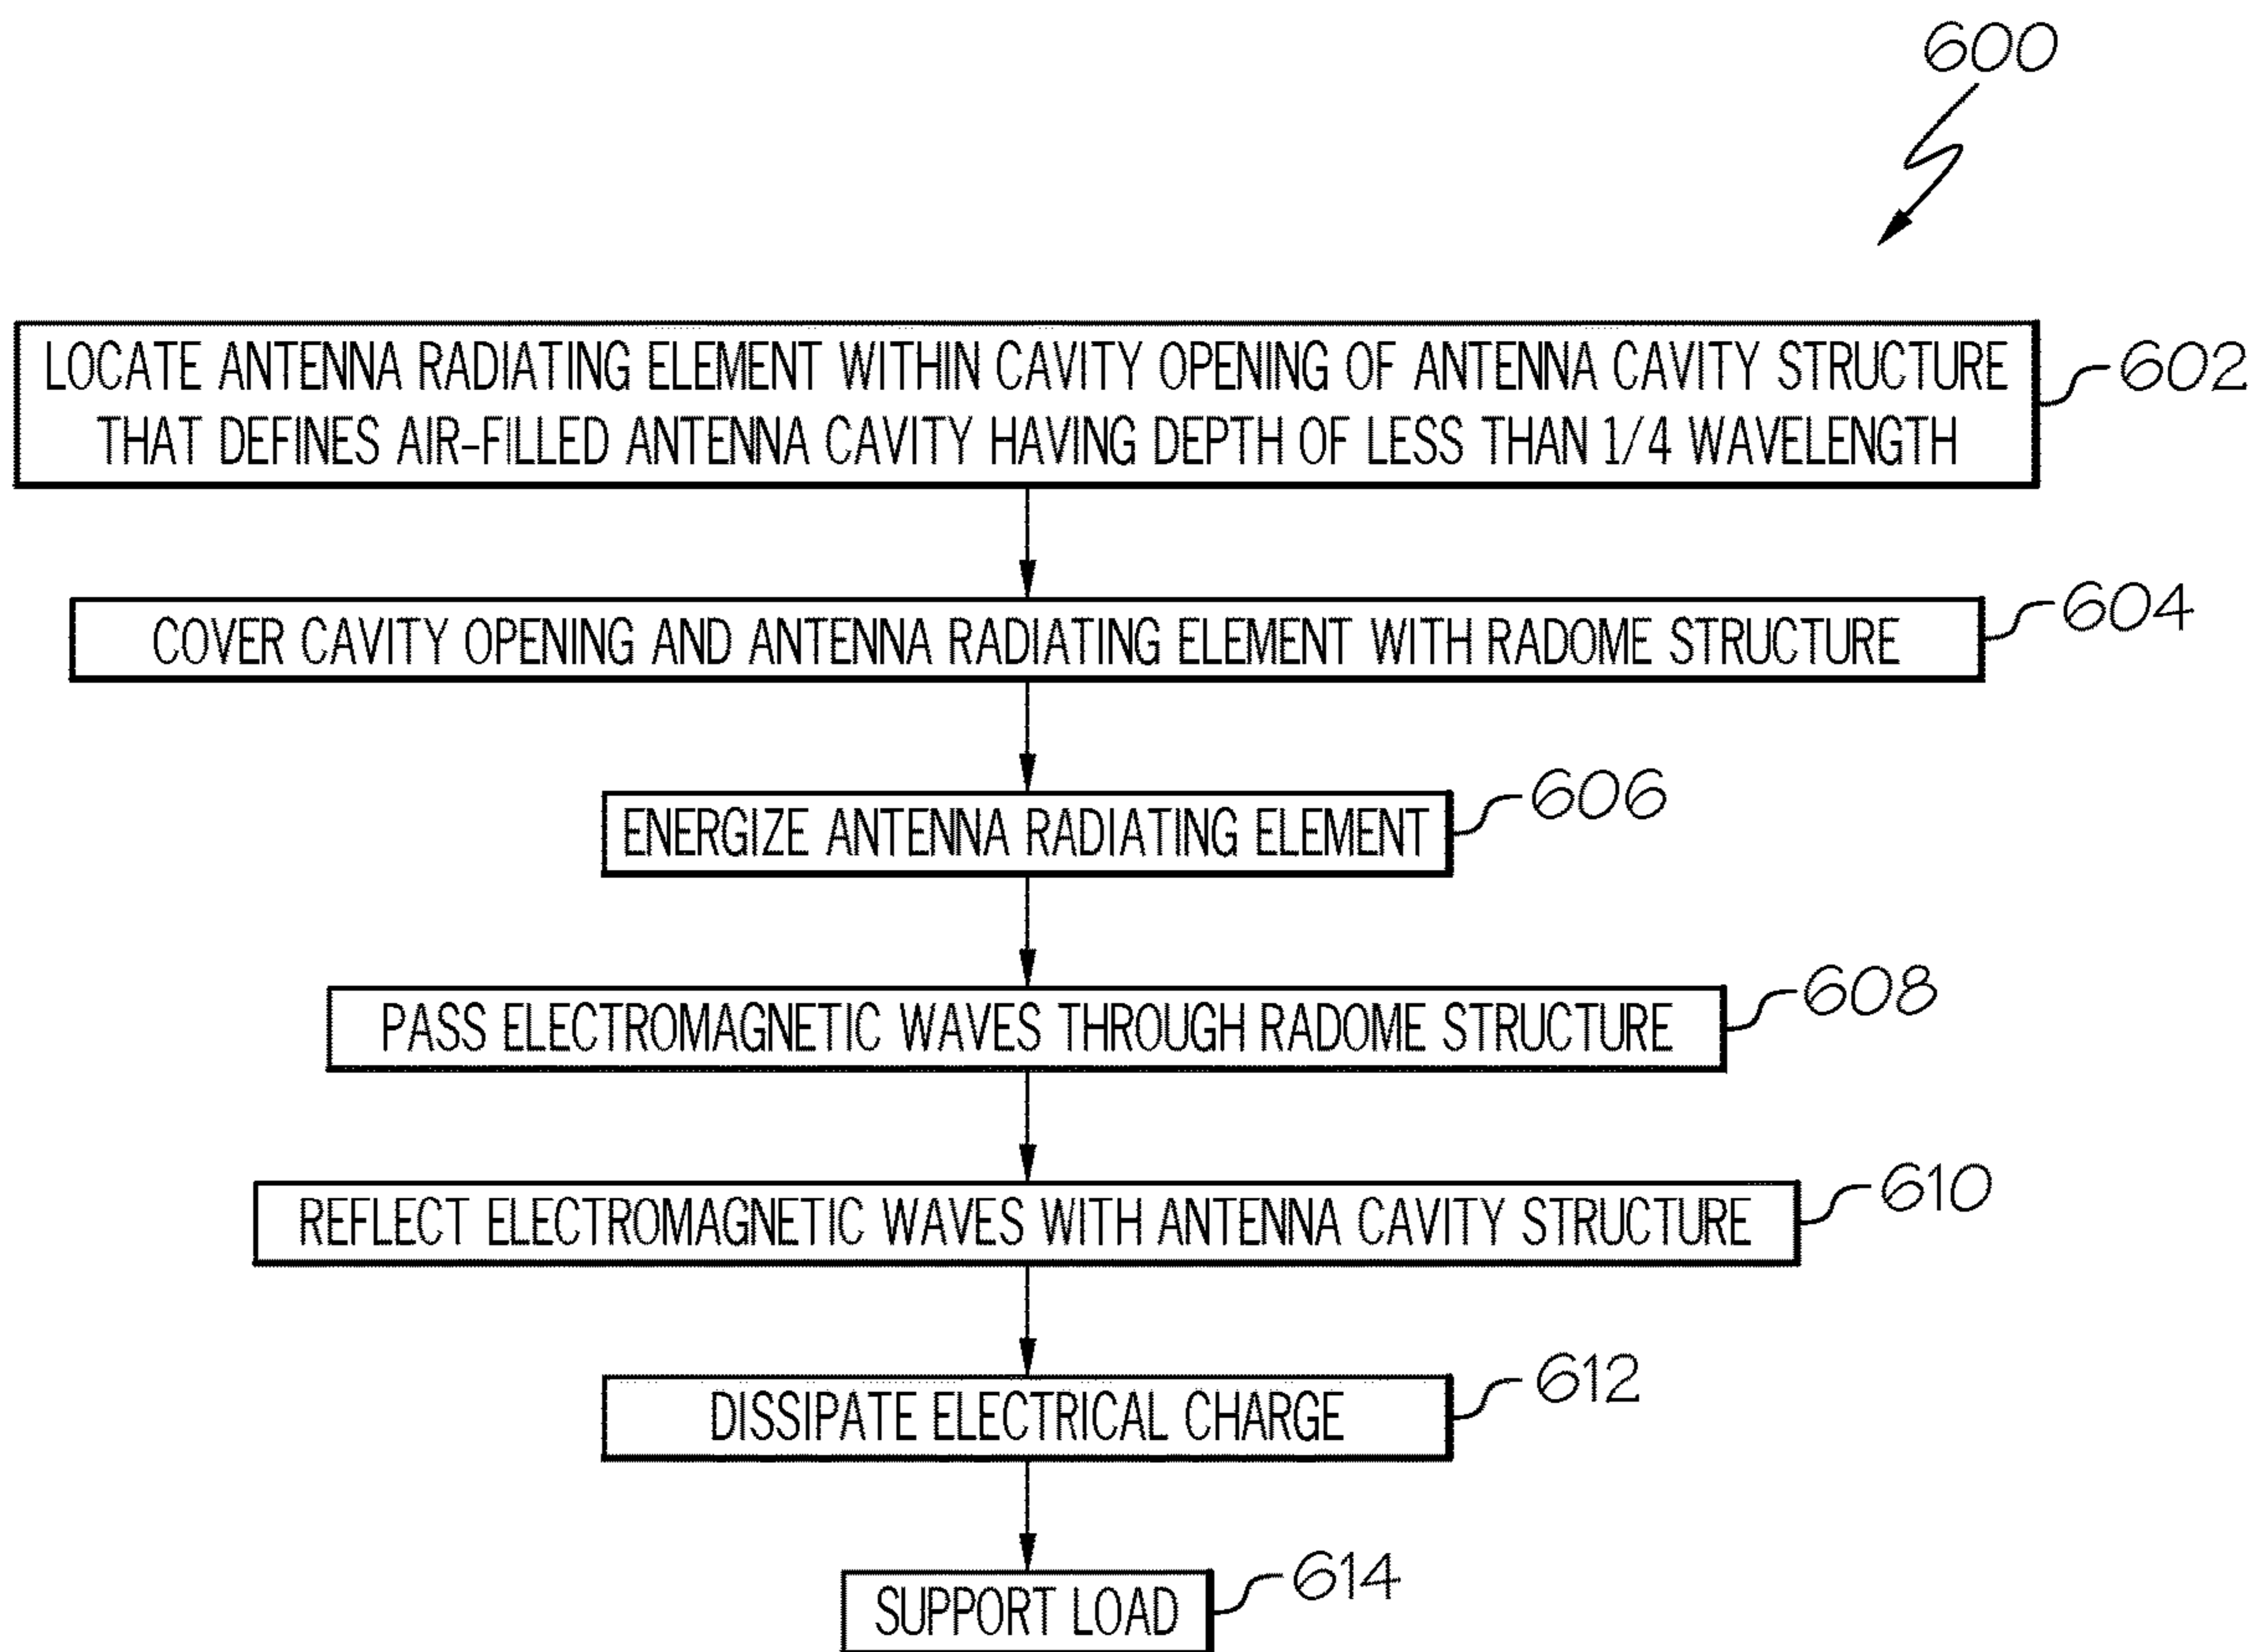 600
LOCATE ANTENNA RADIATING ELEMENT WITHIN CAVITY OPENING OF ANTENNA CAVITY STRUCTURE
THAT DEFINES AIR-FILLED ANTENNA CAVITY HAVING DEPTH OF LESS THAN 1/4 WAVELENGTH
602
COVER CAVITY OPENING AND ANTENNA RADIATING ELEMENT WITH RADOME STRUCTURE
604
ENERGIZE ANTENNA RADIATING ELEMENT
606
PASS ELECTROMAGNETIC WAVES THROUGH RADOME STRUCTURE
608
REFLECT ELECTROMAGNETIC WAVES WITH ANTENNA CAVITY STRUCTURE
610
DISSIPATE ELECTRICAL CHARGE
612
SUPPORT LOAD
614